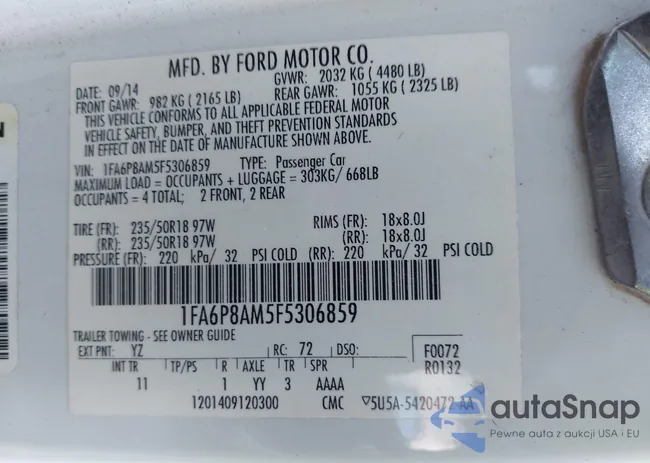 MFD. BY FORD MOTOR CO.
DATE: 09/14 GVWR: 2032 KG ( 4480 LB)
FRONT GAWR: 982 KG ( 2165 LB) REAR GAWR: 1055 KG ( 2325 LB)
THIS VEHICLE CONFORMS TO ALL APPLICABLE FEDERAL MOTOR
VEHICLE SAFETY, BUMPER, AND THEFT PREVENTION STANDARDS
IN EFFECT ON THE DATE OF MANUFACTURE SHOWN ABOVE.
VIN: 1FA6P8AM5F5306859 TYPE: Passenger Car
MAXIMUM LOAD = OCCUPANTS + LUGGAGE = 303KG/ 668LB
OCCUPANTS = 4 TOTAL; 2 FRONT, 2 REAR
TIRE (FR): 235/50R18 97W RIMS (FR): 18x8.0J
(RR): 235/50R18 97W (RR): 18x8.0J
PRESSURE (FR): 220 kPa/ 32 PSI COLD (RR): 220 kPa/ 32 PSI COLD
1FA6P8AM5F5306859
TRAILER TOWING - SEE OWNER GUIDE
EXT PNT: YZ RC: 72 DSO: F0072
INT TR TP/PS R AXLE TR SPR R0132
11 1 YY 3 AAAA
1201409120300 CMC ▽5U5A-5420472-AA
N
autoSnap
Pewne auta z aukcji USA i EU